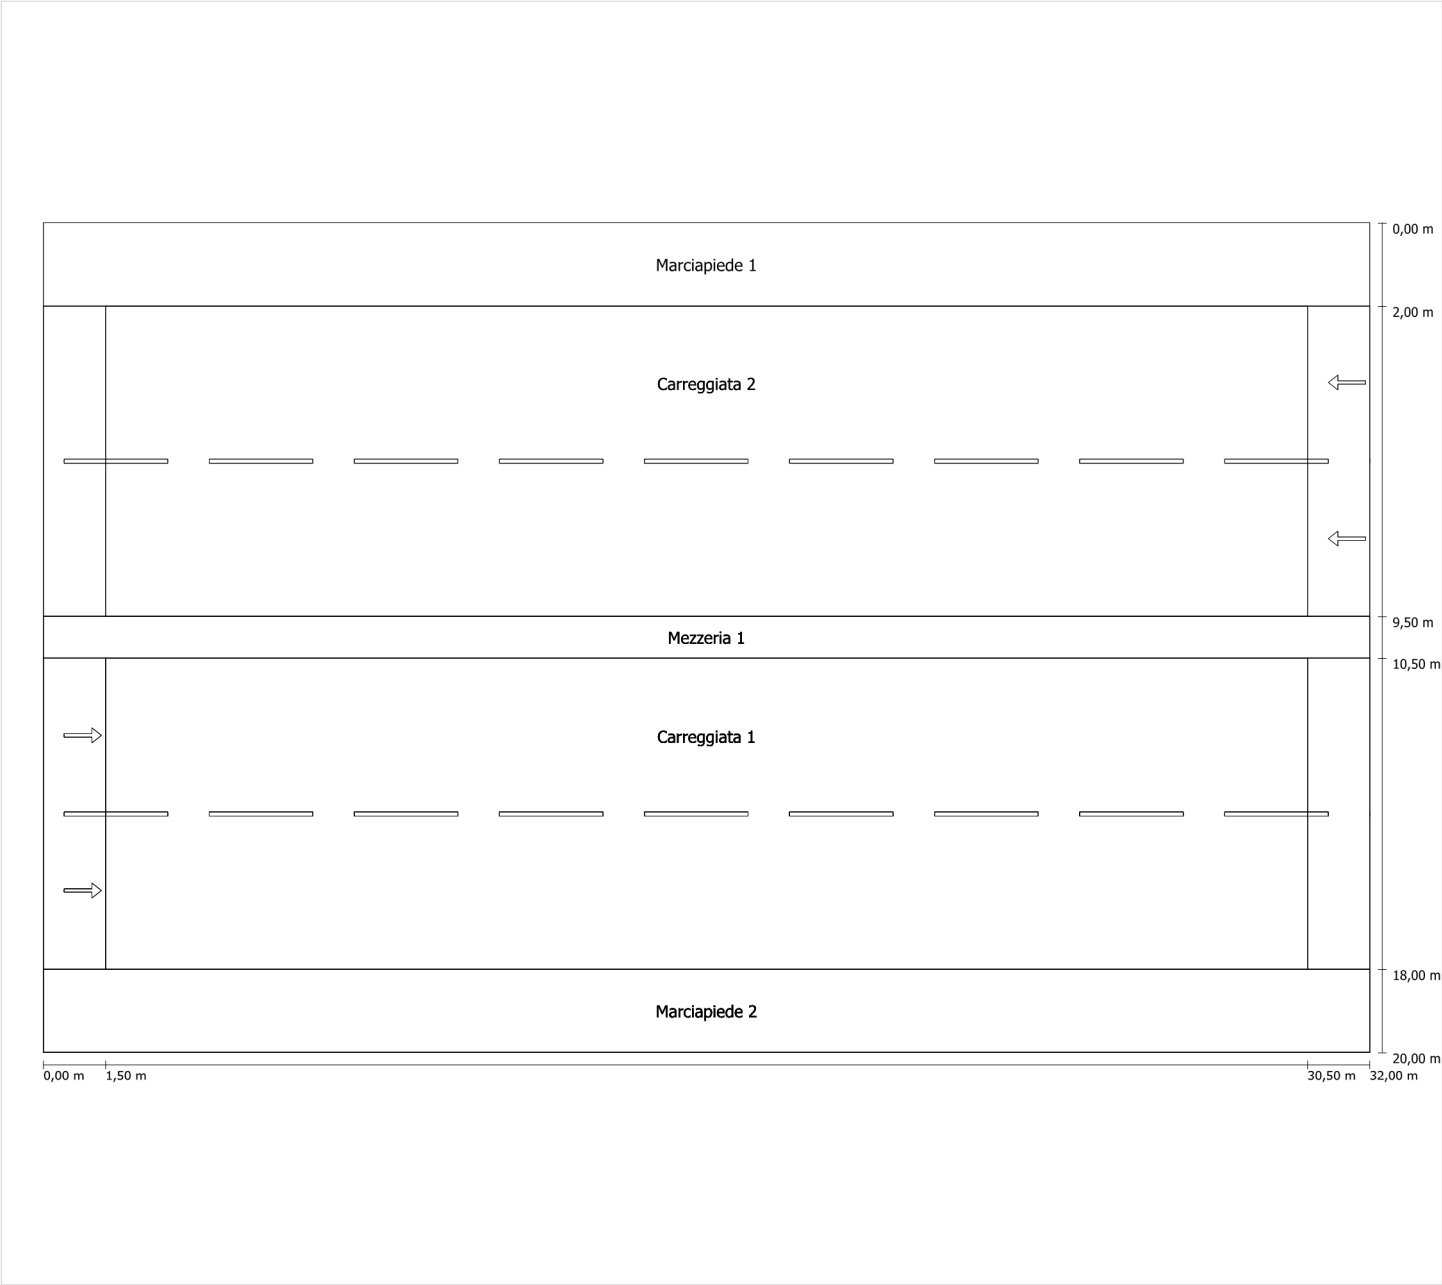 0,00 m
Marciapiede 1
2,00 m
Carreggiata 2
9,50 m
Mezzeria 1
10,50 m
Carreggiata 1
18,00 m
Marciapiede 2
20,00 m
0,00 m 1,50 m 30,50 m 32,00 m